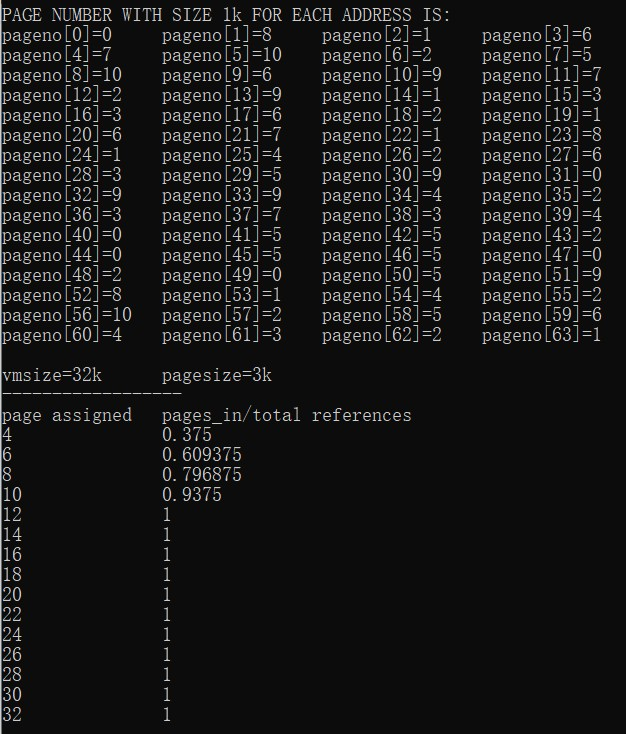 PAGE NUMBER WITH SIZE 1k FOR EACH ADDRESS IS:
pageno[0]=0 pageno[1]=8 pageno[2]=1 pageno[3]=6
pageno[4]=7 pageno[5]=10 pageno[6]=2 pageno[7]=5
pageno[8]=10 pageno[9]=6 pageno[10]=9 pageno[11]=7
pageno[12]=2 pageno[13]=9 pageno[14]=1 pageno[15]=3
pageno[16]=3 pageno[17]=6 pageno[18]=2 pageno[19]=1
pageno[20]=6 pageno[21]=7 pageno[22]=1 pageno[23]=8
pageno[24]=1 pageno[25]=4 pageno[26]=2 pageno[27]=6
pageno[28]=3 pageno[29]=5 pageno[30]=9 pageno[31]=0
pageno[32]=9 pageno[33]=9 pageno[34]=4 pageno[35]=2
pageno[36]=3 pageno[37]=7 pageno[38]=3 pageno[39]=4
pageno[40]=0 pageno[41]=5 pageno[42]=5 pageno[43]=2
pageno[44]=0 pageno[45]=5 pageno[46]=5 pageno[47]=0
pageno[48]=2 pageno[49]=0 pageno[50]=5 pageno[51]=9
pageno[52]=8 pageno[53]=1 pageno[54]=4 pageno[55]=2
pageno[56]=10 pageno[57]=2 pageno[58]=5 pageno[59]=6
pageno[60]=4 pageno[61]=3 pageno[62]=2 pageno[63]=1
vmsize=32k pagesize=3k
------------------
page assigned pages_in/total references
4 0.375
6 0.609375
8 0.796875
10 0.9375
12 1
14 1
16 1
18 1
20 1
22 1
24 1
26 1
28 1
30 1
32 1